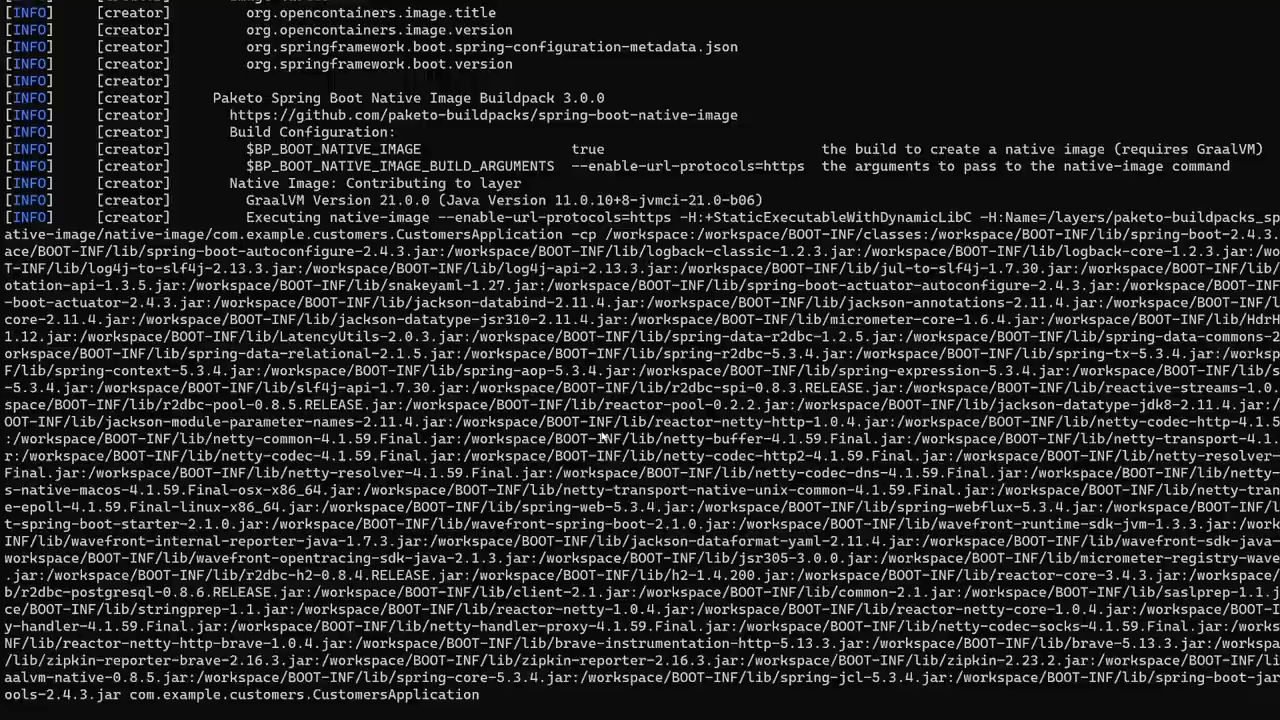 [INFO]     [creator]         org.opencontainers.image.title
[INFO]     [creator]         org.opencontainers.image.version
[INFO]     [creator]         org.springframework.boot.spring-configuration-metadata.json
[INFO]     [creator]         org.springframework.boot.version
[INFO]     [creator]
[INFO]     [creator]     Paketo Spring Boot Native Image Buildpack 3.0.0
[INFO]     [creator]       https://github.com/paketo-buildpacks/spring-boot-native-image
[INFO]     [creator]       Build Configuration:
[INFO]     [creator]         $BP_BOOT_NATIVE_IMAGE                  true                         the build to create a native image (requires GraalVM)
[INFO]     [creator]         $BP_BOOT_NATIVE_IMAGE_BUILD_ARGUMENTS  --enable-url-protocols=https  the arguments to pass to the native-image command
[INFO]     [creator]       Native Image: Contributing to layer
[INFO]     [creator]         GraalVM Version 21.0.0 (Java Version 11.0.10+8-jvmci-21.0-b06)
[INFO]     [creator]         Executing native-image --enable-url-protocols=https -H:+StaticExecutableWithDynamicLibC -H:Name=/layers/paketo-buildpacks_sp
ative-image/native-image/com.example.customers.CustomersApplication -cp /workspace:/workspace/BOOT-INF/classes:/workspace/BOOT-INF/lib/spring-boot-2.4.3.
ace/BOOT-INF/lib/spring-boot-autoconfigure-2.4.3.jar:/workspace/BOOT-INF/lib/logback-classic-1.2.3.jar:/workspace/BOOT-INF/lib/logback-core-1.2.3.jar:/wo
T-INF/lib/log4j-to-slf4j-2.13.3.jar:/workspace/BOOT-INF/lib/log4j-api-2.13.3.jar:/workspace/BOOT-INF/lib/jul-to-slf4j-1.7.30.jar:/workspace/BOOT-INF/lib/
otation-api-1.3.5.jar:/workspace/BOOT-INF/lib/snakeyaml-1.27.jar:/workspace/BOOT-INF/lib/spring-boot-actuator-autoconfigure-2.4.3.jar:/workspace/BOOT-INF
-boot-actuator-2.4.3.jar:/workspace/BOOT-INF/lib/jackson-databind-2.11.4.jar:/workspace/BOOT-INF/lib/jackson-annotations-2.11.4.jar:/workspace/BOOT-INF/l
core-2.11.4.jar:/workspace/BOOT-INF/lib/jackson-datatype-jsr310-2.11.4.jar:/workspace/BOOT-INF/lib/micrometer-core-1.6.4.jar:/workspace/BOOT-INF/lib/HdrH
1.12.jar:/workspace/BOOT-INF/lib/LatencyUtils-2.0.3.jar:/workspace/BOOT-INF/lib/spring-data-r2dbc-1.2.5.jar:/workspace/BOOT-INF/lib/spring-data-commons-2
orkspace/BOOT-INF/lib/spring-data-relational-2.1.5.jar:/workspace/BOOT-INF/lib/spring-r2dbc-5.3.4.jar:/workspace/BOOT-INF/lib/spring-tx-5.3.4.jar:/worksp
F/lib/spring-context-5.3.4.jar:/workspace/BOOT-INF/lib/spring-aop-5.3.4.jar:/workspace/BOOT-INF/lib/spring-expression-5.3.4.jar:/workspace/BOOT-INF/lib/s
-5.3.4.jar:/workspace/BOOT-INF/lib/slf4j-api-1.7.30.jar:/workspace/BOOT-INF/lib/r2dbc-spi-0.8.3.RELEASE.jar:/workspace/BOOT-INF/lib/reactive-streams-1.0.
space/BOOT-INF/lib/r2dbc-pool-0.8.5.RELEASE.jar:/workspace/BOOT-INF/lib/reactor-pool-0.2.2.jar:/workspace/BOOT-INF/lib/jackson-datatype-jdk8-2.11.4.jar:/
OOT-INF/lib/jackson-module-parameter-names-2.11.4.jar:/workspace/BOOT-INF/lib/reactor-netty-http-1.0.4.jar:/workspace/BOOT-INF/lib/netty-codec-http-4.1.5
:/workspace/BOOT-INF/lib/netty-common-4.1.59.Final.jar:/workspace/BOOT-INF/lib/netty-buffer-4.1.59.Final.jar:/workspace/BOOT-INF/lib/netty-transport-4.1.
r:/workspace/BOOT-INF/lib/netty-codec-4.1.59.Final.jar:/workspace/BOOT-INF/lib/netty-codec-http2-4.1.59.Final.jar:/workspace/BOOT-INF/lib/netty-resolver-
Final.jar:/workspace/BOOT-INF/lib/netty-resolver-4.1.59.Final.jar:/workspace/BOOT-INF/lib/netty-codec-dns-4.1.59.Final.jar:/workspace/BOOT-INF/lib/netty-
s-native-macos-4.1.59.Final-osx-x86_64.jar:/workspace/BOOT-INF/lib/netty-transport-native-unix-common-4.1.59.Final.jar:/workspace/BOOT-INF/lib/netty-tran
e-epoll-4.1.59.Final-linux-x86_64.jar:/workspace/BOOT-INF/lib/spring-web-5.3.4.jar:/workspace/BOOT-INF/lib/spring-webflux-5.3.4.jar:/workspace/BOOT-INF/l
t-spring-boot-starter-2.1.0.jar:/workspace/BOOT-INF/lib/wavefront-spring-boot-2.1.0.jar:/workspace/BOOT-INF/lib/wavefront-runtime-sdk-jvm-1.3.3.jar:/work
INF/lib/wavefront-internal-reporter-java-1.7.3.jar:/workspace/BOOT-INF/lib/jackson-dataformat-yaml-2.11.4.jar:/workspace/BOOT-INF/lib/wavefront-sdk-java-
workspace/BOOT-INF/lib/wavefront-opentracing-sdk-java-2.1.3.jar:/workspace/BOOT-INF/lib/jsr305-3.0.0.jar:/workspace/BOOT-INF/lib/micrometer-registry-wave
.jar:/workspace/BOOT-INF/lib/r2dbc-h2-0.8.4.RELEASE.jar:/workspace/BOOT-INF/lib/h2-1.4.200.jar:/workspace/BOOT-INF/lib/reactor-core-3.4.3.jar:/workspace/
b/r2dbc-postgresql-0.8.6.RELEASE.jar:/workspace/BOOT-INF/lib/client-2.1.jar:/workspace/BOOT-INF/lib/common-2.1.jar:/workspace/BOOT-INF/lib/saslprep-1.1.j
ce/BOOT-INF/lib/stringprep-1.1.jar:/workspace/BOOT-INF/lib/reactor-netty-1.0.4.jar:/workspace/BOOT-INF/lib/reactor-netty-core-1.0.4.jar:/workspace/BOOT-I
y-handler-4.1.59.Final.jar:/workspace/BOOT-INF/lib/netty-handler-proxy-4.1.59.Final.jar:/workspace/BOOT-INF/lib/netty-codec-socks-4.1.59.Final.jar:/works
NF/lib/reactor-netty-http-brave-1.0.4.jar:/workspace/BOOT-INF/lib/brave-instrumentation-http-5.13.3.jar:/workspace/BOOT-INF/lib/brave-5.13.3.jar:/workspa
/lib/zipkin-reporter-brave-2.16.3.jar:/workspace/BOOT-INF/lib/zipkin-reporter-2.16.3.jar:/workspace/BOOT-INF/lib/zipkin-2.23.2.jar:/workspace/BOOT-INF/li
aalvm-native-0.8.5.jar:/workspace/BOOT-INF/lib/spring-core-5.3.4.jar:/workspace/BOOT-INF/lib/spring-jcl-5.3.4.jar:/workspace/BOOT-INF/lib/spring-boot-jar
ools-2.4.3.jar com.example.customers.CustomersApplication